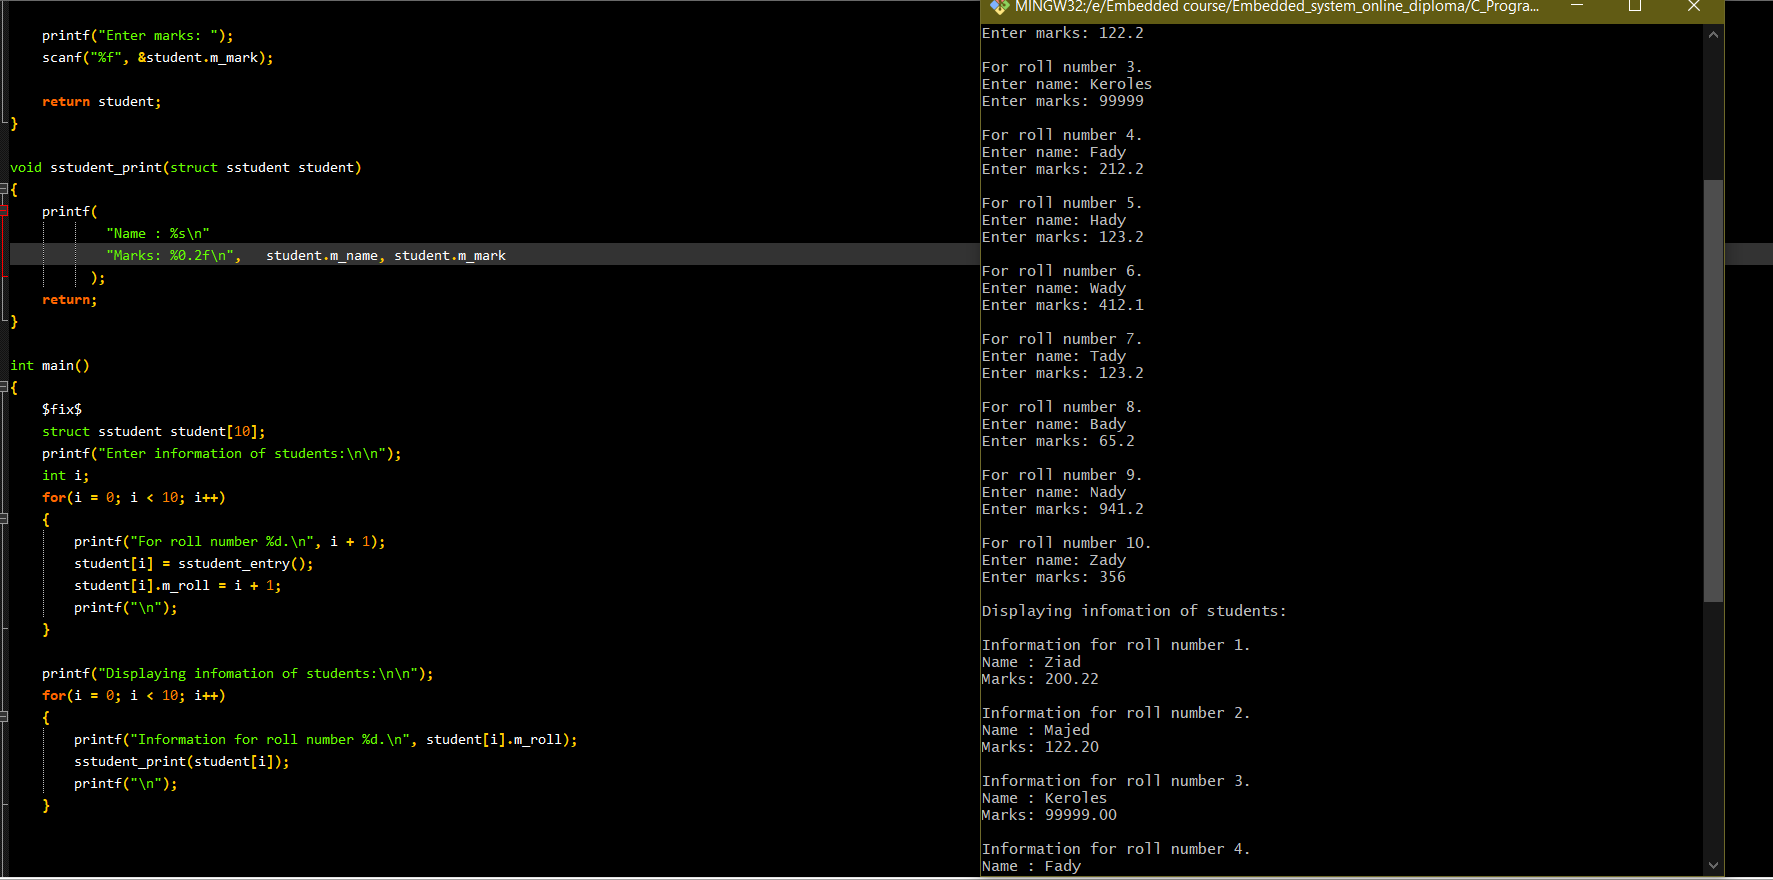 printf("Enter marks: ");
scanf("%f", &student.m_mark);
return student;
}
void sstudent_print(struct sstudent student)
{
printf(
"Name : %s\n"
"Marks: %0.2f\n",   student.m_name, student.m_mark
);
return;
}
int main()
{
$fix$
struct sstudent student[10];
printf("Enter information of students:\n\n");
int i;
for(i = 0; i < 10; i++)
{
printf("For roll number %d.\n", i + 1);
student[i] = sstudent_entry();
student[i].m_roll = i + 1;
printf("\n");
}
printf("Displaying infomation of students:\n\n");
for(i = 0; i < 10; i++)
{
printf("Information for roll number %d.\n", student[i].m_roll);
sstudent_print(student[i]);
printf("\n");
}
MINGW32:/e/Embedded course/Embedded_system_online_diploma/C_Progra...
Enter marks: 122.2
For roll number 3.
Enter name: Keroles
Enter marks: 99999
For roll number 4.
Enter name: Fady
Enter marks: 212.2
For roll number 5.
Enter name: Hady
Enter marks: 123.2
For roll number 6.
Enter name: Wady
Enter marks: 412.1
For roll number 7.
Enter name: Tady
Enter marks: 123.2
For roll number 8.
Enter name: Bady
Enter marks: 65.2
For roll number 9.
Enter name: Nady
Enter marks: 941.2
For roll number 10.
Enter name: Zady
Enter marks: 356
Displaying infomation of students:
Information for roll number 1.
Name : Ziad
Marks: 200.22
Information for roll number 2.
Name : Majed
Marks: 122.20
Information for roll number 3.
Name : Keroles
Marks: 99999.00
Information for roll number 4.
Name : Fady